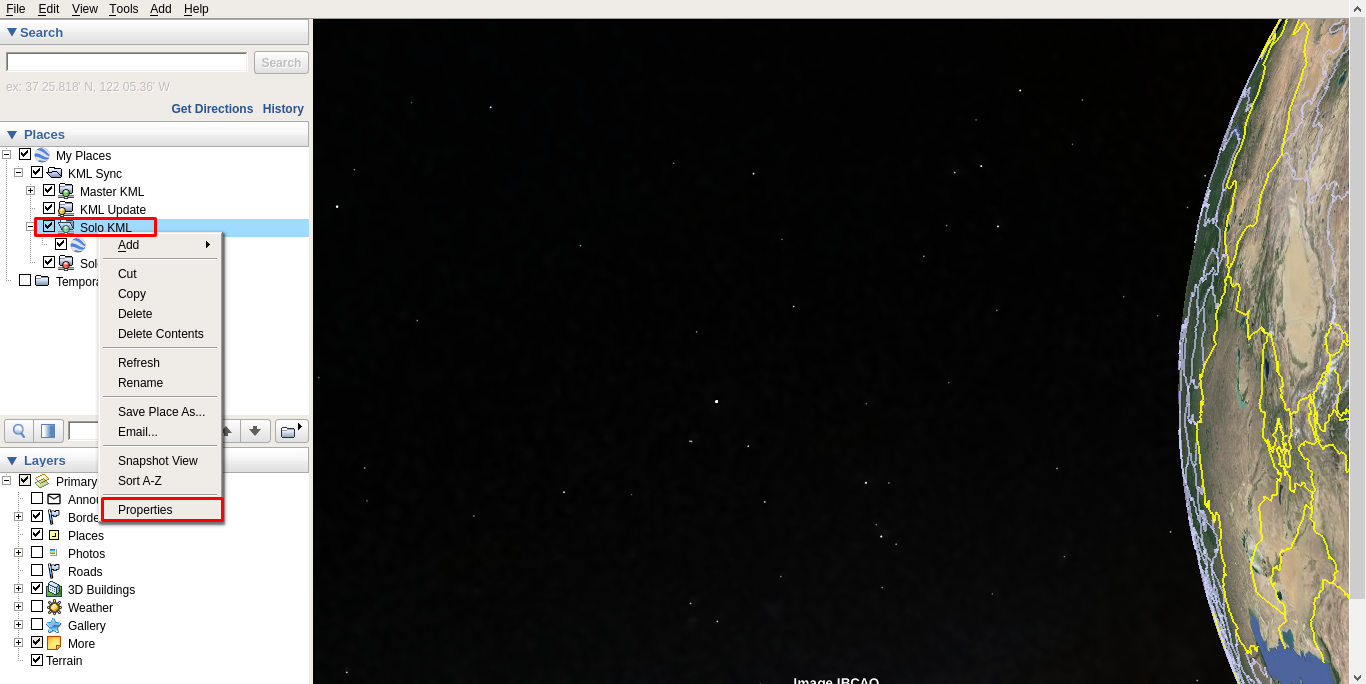 File Edit View Tools Add Help
Search
Search
ex: 37 25.818' N, 122 05.36' W
Get Directions History
Places
My Places
KML Sync
Master KML
KML Update
Solo KML
Add
Sol
Tempora
Cut
Copy
Delete
Delete Contents
Refresh
Rename
Save Place As...
Email...
Snapshot View
Sort A-Z
Properties
Layers
Primary
Annou
Borde
Places
Photos
Roads
3D Buildings
Weather
Gallery
More
Terrain
Image IBCAO